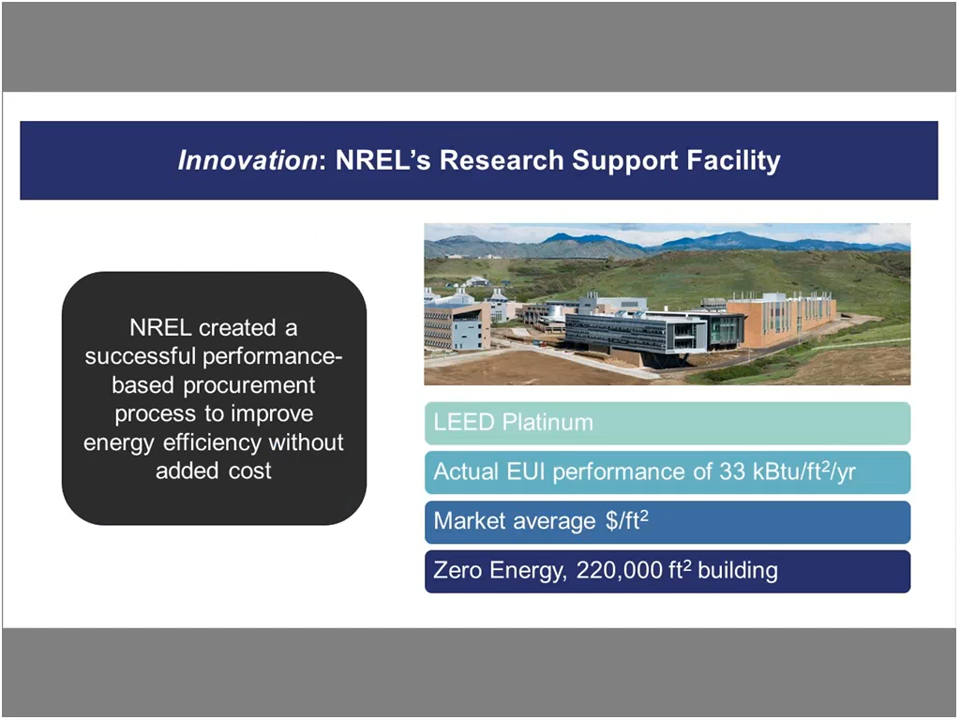 Innovation: NREL’s Research Support Facility
NREL created a
successful performance-
based procurement
process to improve
energy efficiency without
added cost
LEED Platinum
Actual EUI performance of 33 kBtu/ft²/yr
Market average $/ft²
Zero Energy, 220,000 ft² building